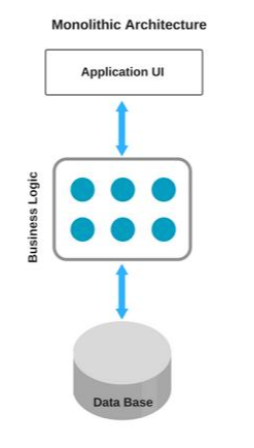 Monolithic Architecture
Application UI
Business Logic
Data Base